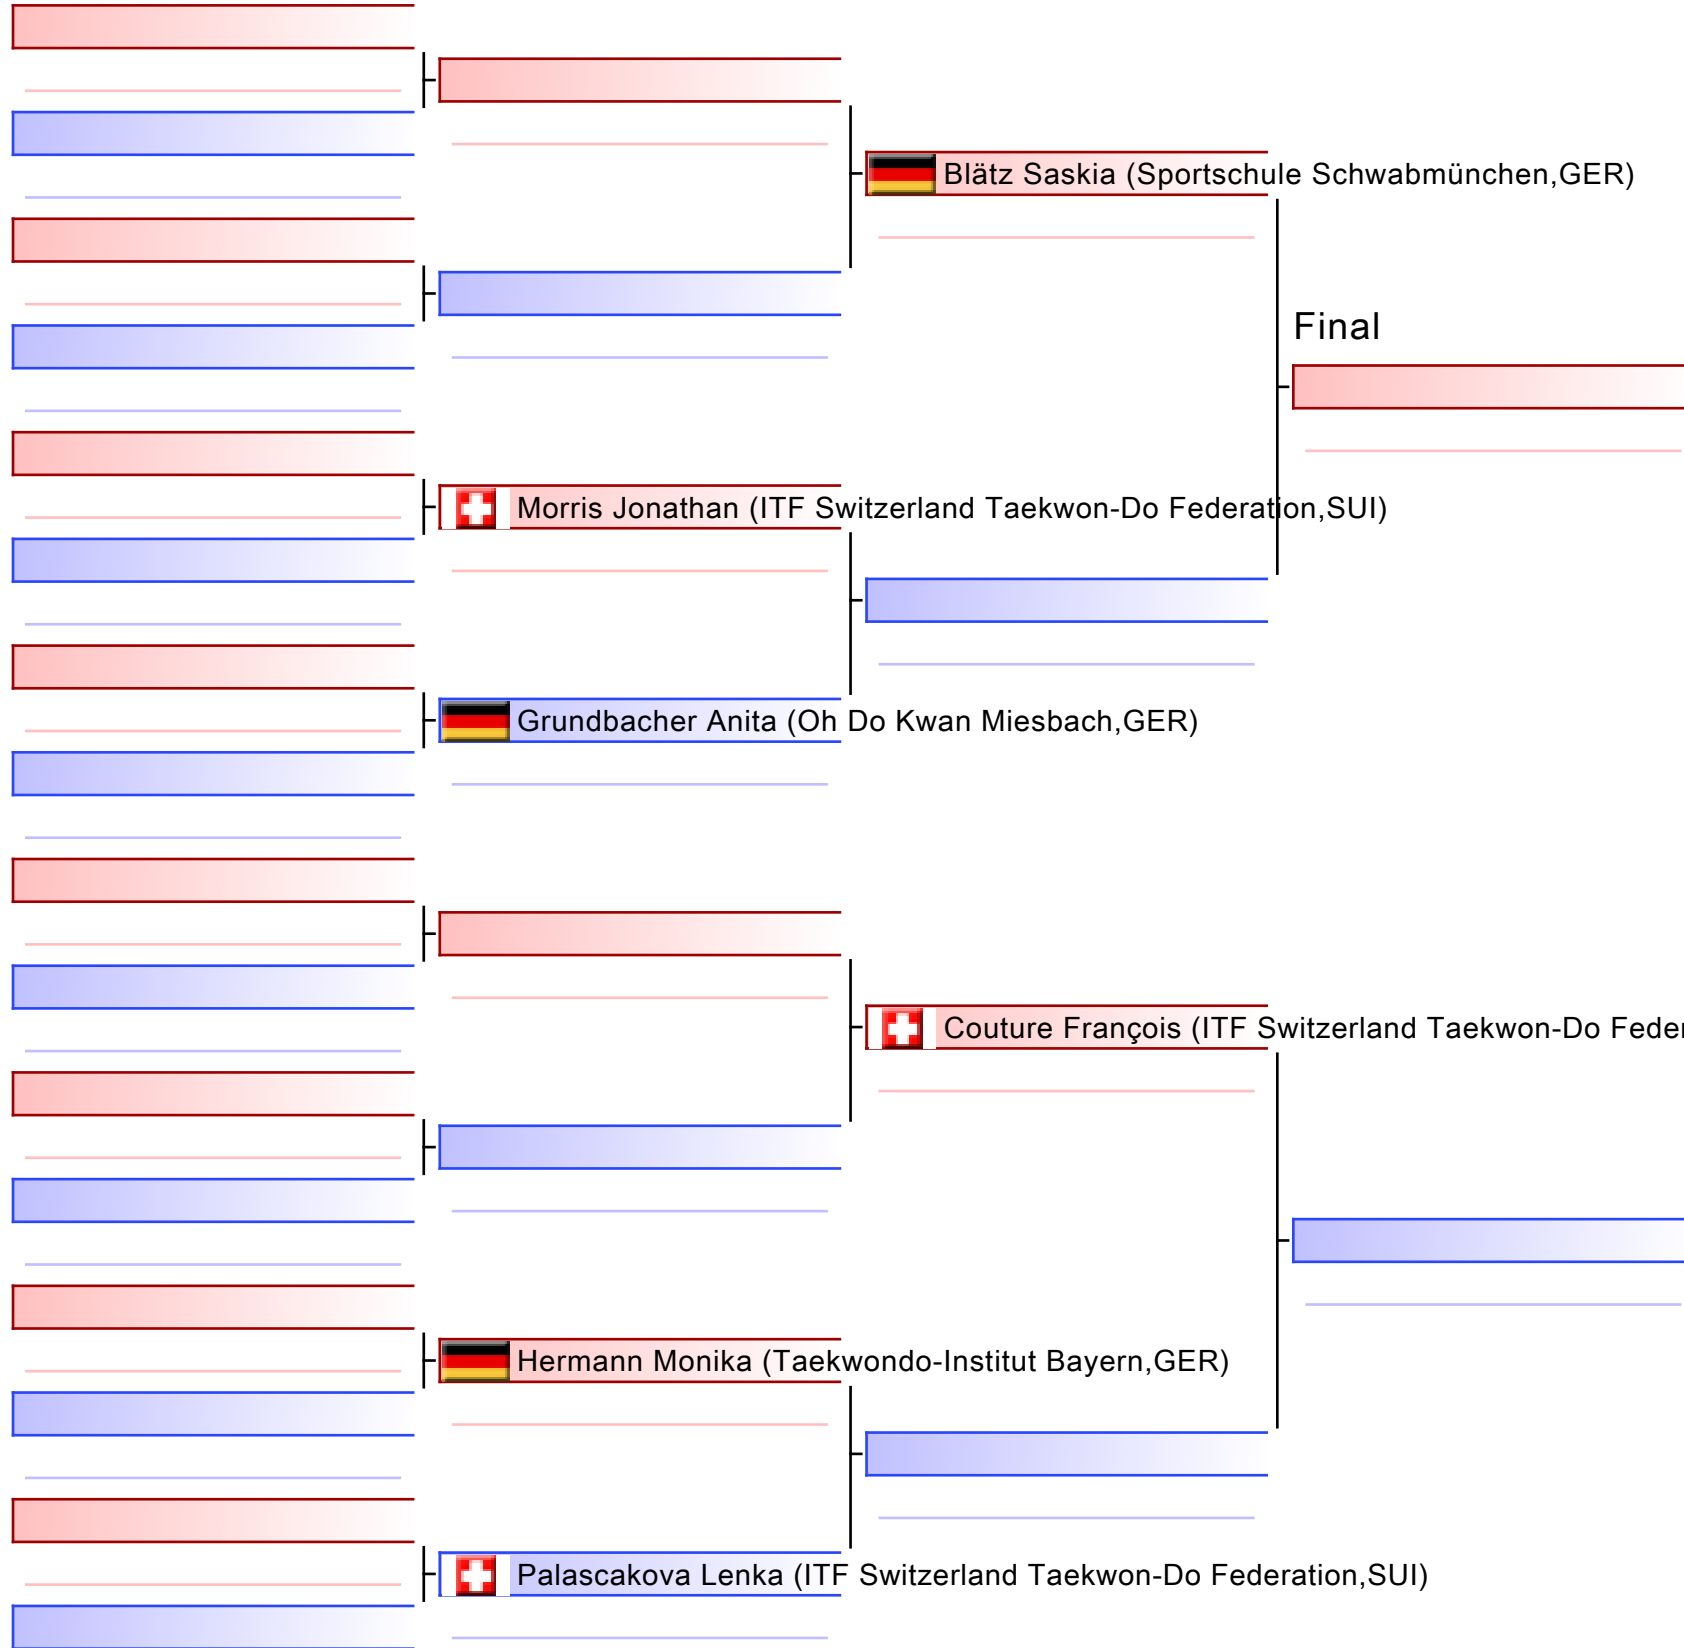 Blätz Saskia (Sportschule Schwabmünchen,GER)
Final
Morris Jonathan (ITF Switzerland Taekwon-Do Federation,SUI)
Grundbacher Anita (Oh Do Kwan Miesbach,GER)
Couture François (ITF Switzerland Taekwon-Do Feder
Hermann Monika (Taekwondo-Institut Bayern,GER)
Palascakova Lenka (ITF Switzerland Taekwon-Do Federation,SUI)